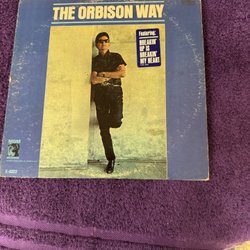 THE ORBISON WAY
Featuring:
BREAKIN'
UP IS
BREAKIN'
MY HEART